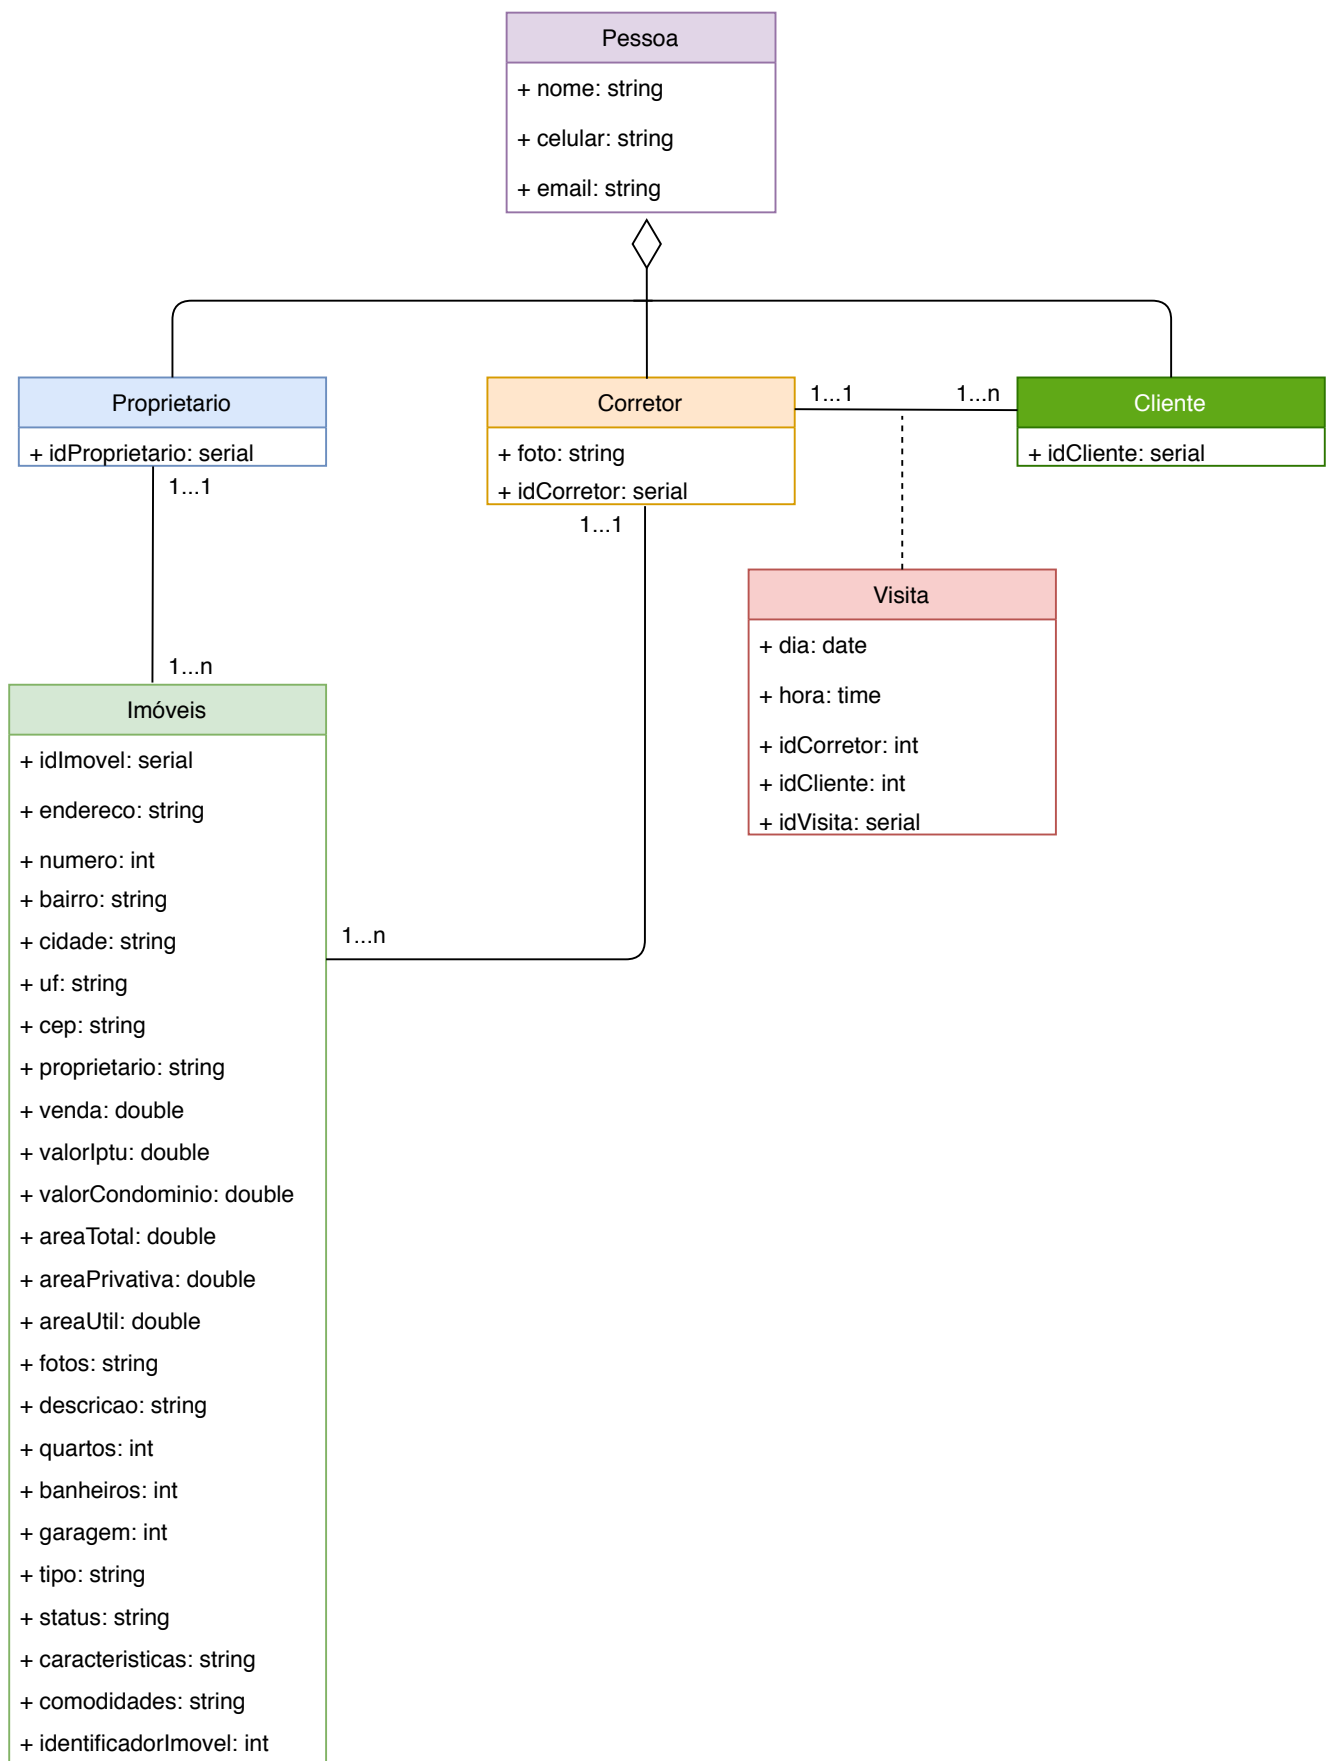 Pessoa
+ nome: string
+ celular: string
+ email: string
Proprietario
+ idProprietario: serial
Corretor
+ foto: string
+ idCorretor: serial
1...1
1...n
Cliente
+ idCliente: serial
1...1
1...1
Visita
+ dia: date
+ hora: time
+ idCorretor: int
+ idCliente: int
+ idVisita: serial
1...n
Imóveis
+ idImovel: serial
+ endereco: string
+ numero: int
+ bairro: string
1...n
+ cidade: string
+ uf: string
+ cep: string
+ proprietario: string
+ venda: double
+ valorIptu: double
+ valorCondominio: double
+ areaTotal: double
+ areaPrivativa: double
+ areaUtil: double
+ fotos: string
+ descricao: string
+ quartos: int
+ banheiros: int
+ garagem: int
+ tipo: string
+ status: string
+ caracteristicas: string
+ comodidades: string
+ identificadorImovel: int